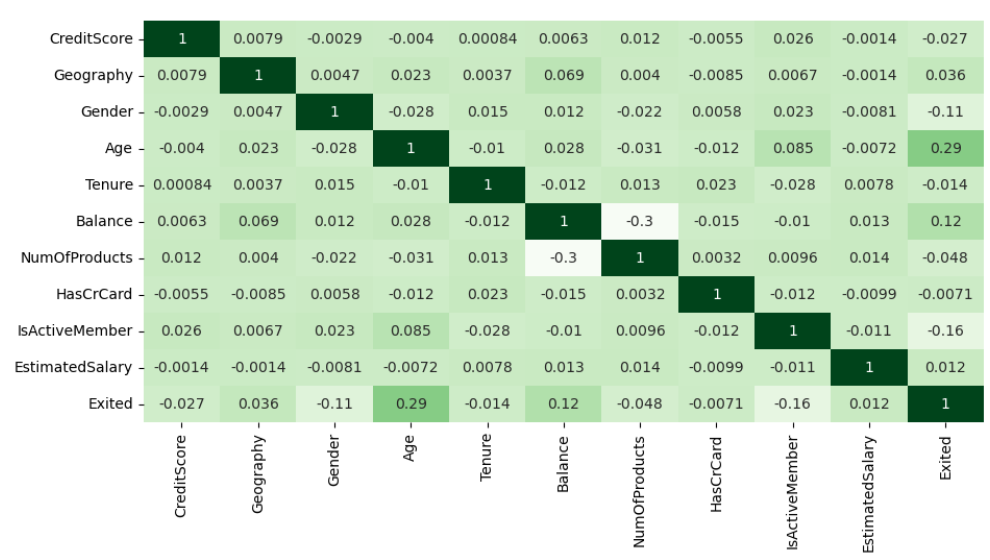 CreditScore 1 0.0079 -0.0029 -0.004 0.00084 0.0063 0.012 -0.0055 0.026 -0.0014 -0.027
Geography 0.0079 1 0.0047 0.023 0.0037 0.069 0.004 -0.0085 0.0067 -0.0014 0.036
Gender -0.0029 0.0047 1 -0.028 0.015 0.012 -0.022 0.0058 0.023 -0.0081 -0.11
Age -0.004 0.023 -0.028 1 -0.01 0.028 -0.031 -0.012 0.085 -0.0072 0.29
Tenure 0.00084 0.0037 0.015 -0.01 1 -0.012 0.013 0.023 -0.028 0.0078 -0.014
Balance 0.0063 0.069 0.012 0.028 -0.012 1 -0.3 -0.015 -0.01 0.013 0.12
NumOfProducts 0.012 0.004 -0.022 -0.031 0.013 -0.3 1 0.0032 0.0096 0.014 -0.048
HasCrCard -0.0055 -0.0085 0.0058 -0.012 0.023 -0.015 0.0032 1 -0.012 -0.0099 -0.0071
IsActiveMember 0.026 0.0067 0.023 0.085 -0.028 -0.01 0.0096 -0.012 1 -0.011 -0.16
EstimatedSalary -0.0014 -0.0014 -0.0081 -0.0072 0.0078 0.013 0.014 -0.0099 -0.011 1 0.012
Exited -0.027 0.036 -0.11 0.29 -0.014 0.12 -0.048 -0.0071 -0.16 0.012 1
CreditScore
Geography
Gender
Age
Tenure
Balance
NumOfProducts
HasCrCard
IsActiveMember
EstimatedSalary
Exited